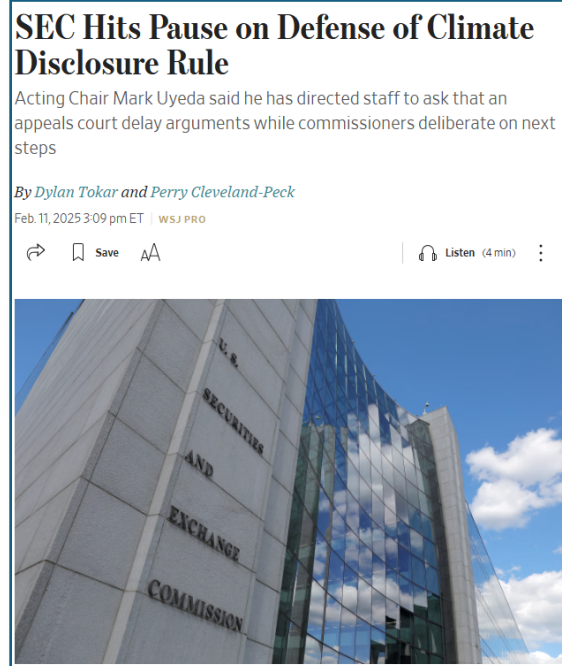 SEC Hits Pause on Defense of Climate
Disclosure Rule
Acting Chair Mark Uyeda said he has directed staff to ask that an
appeals court delay arguments while commissioners deliberate on next
steps
By Dylan Tokar and Perry Cleveland-Peck
Feb. 11, 2025 3:09 pm ET | WSJ PRO
Save AA Listen (4 min)
U.S.
SECURITIES
AND
EXCHANGE
COMMISSION